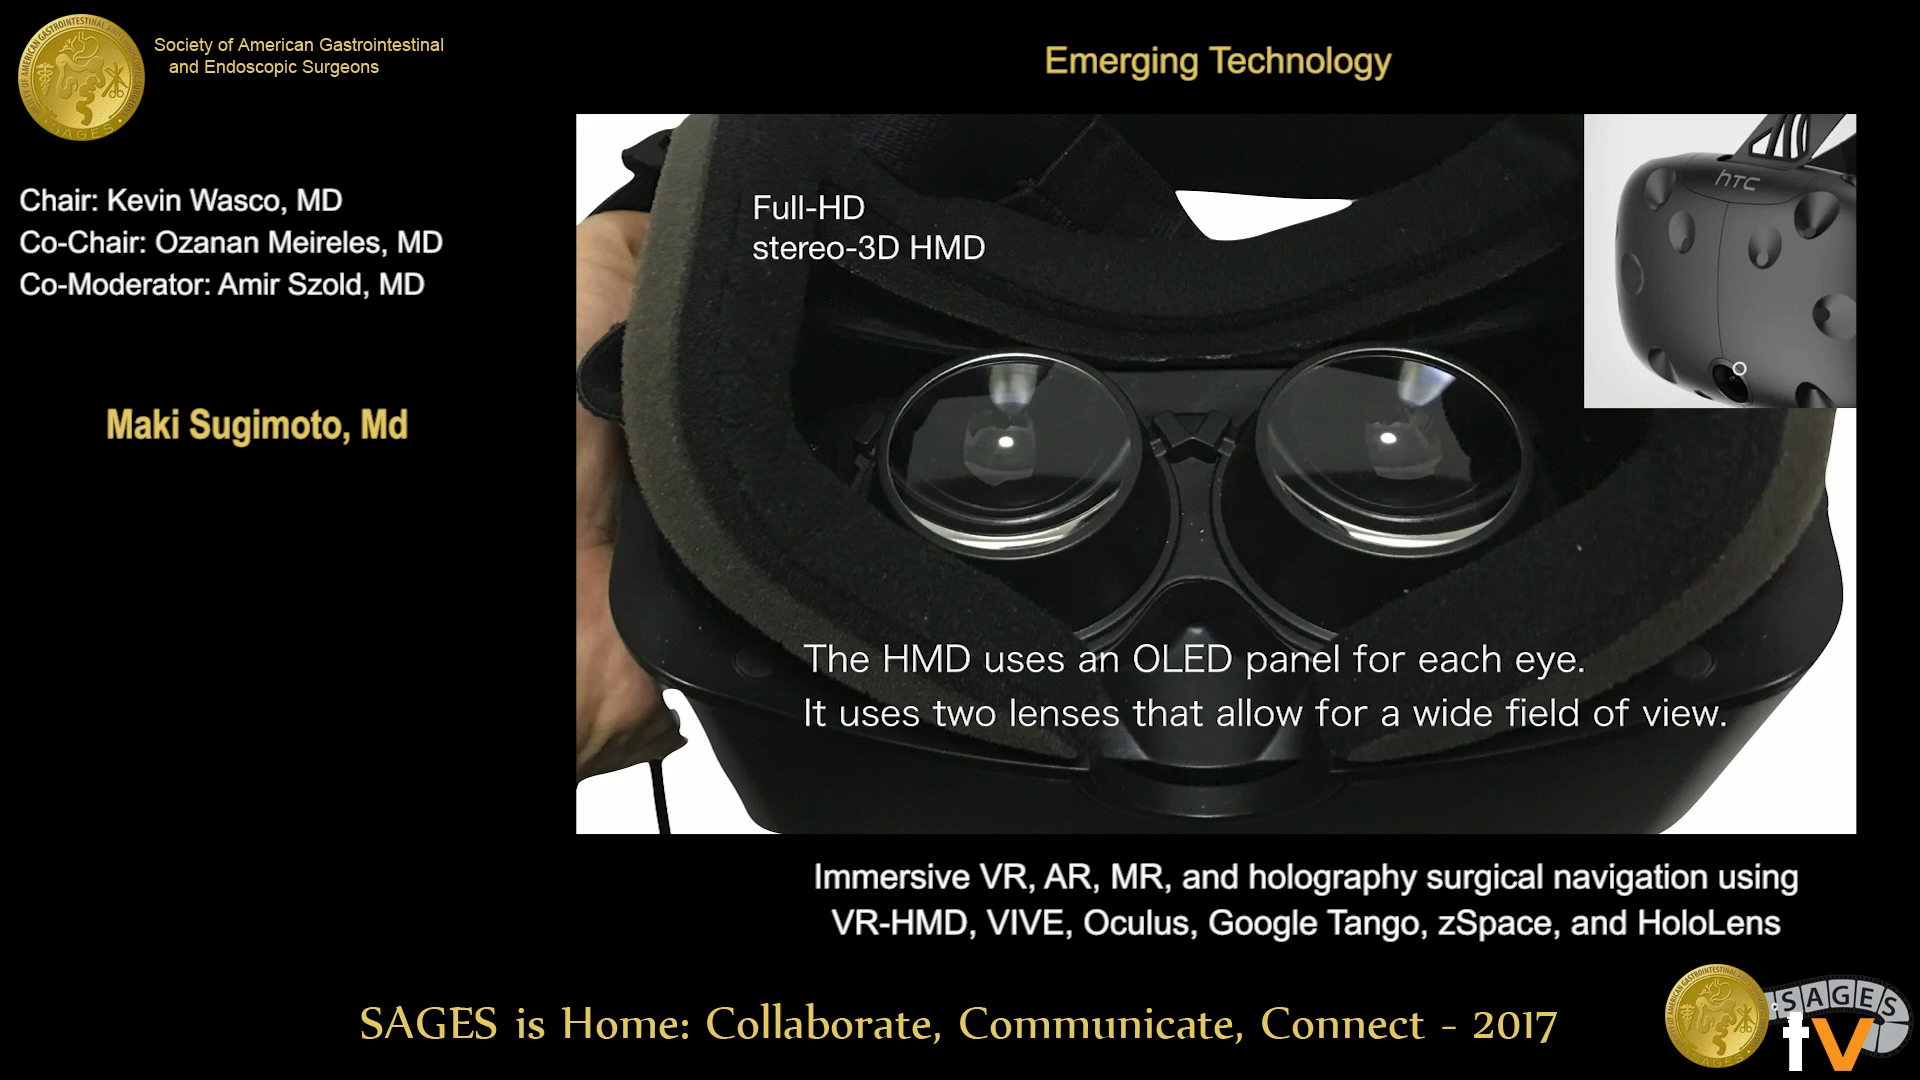 Society of American Gastrointestinal
and Endoscopic Surgeons
SAGES
Emerging Technology
Chair: Kevin Wasco, MD
Co-Chair: Ozanan Meireles, MD
Co-Moderator: Amir Szold, MD
Maki Sugimoto, Md
Full-HD
stereo-3D HMD
hTC
The HMD uses an OLED panel for each eye.
It uses two lenses that allow for a wide field of view.
Immersive VR, AR, MR, and holography surgical navigation using
VR-HMD, VIVE, Oculus, Google Tango, zSpace, and HoloLens
SAGES is Home: Collaborate, Communicate, Connect - 2017
SAGES
tv